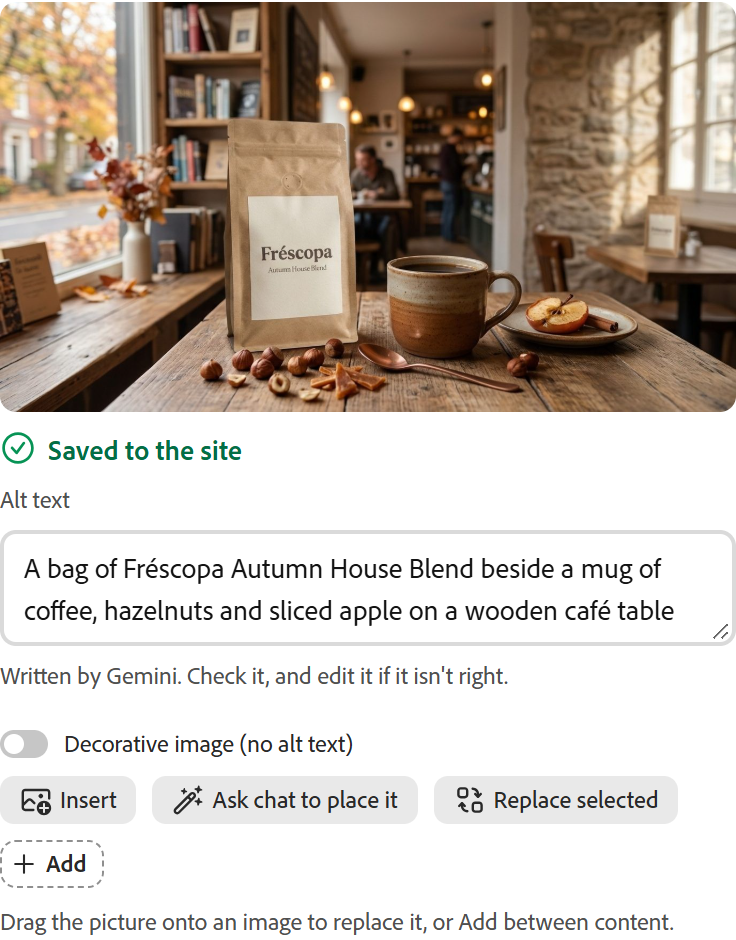 Fréscopa
Autumn House Blend
Saved to the site
Alt text
A bag of Fréscopa Autumn House Blend beside a mug of
coffee, hazelnuts and sliced apple on a wooden café table
Written by Gemini. Check it, and edit it if it isn't right.
Decorative image (no alt text)
Insert
Ask chat to place it
Replace selected
Add
Drag the picture onto an image to replace it, or Add between content.